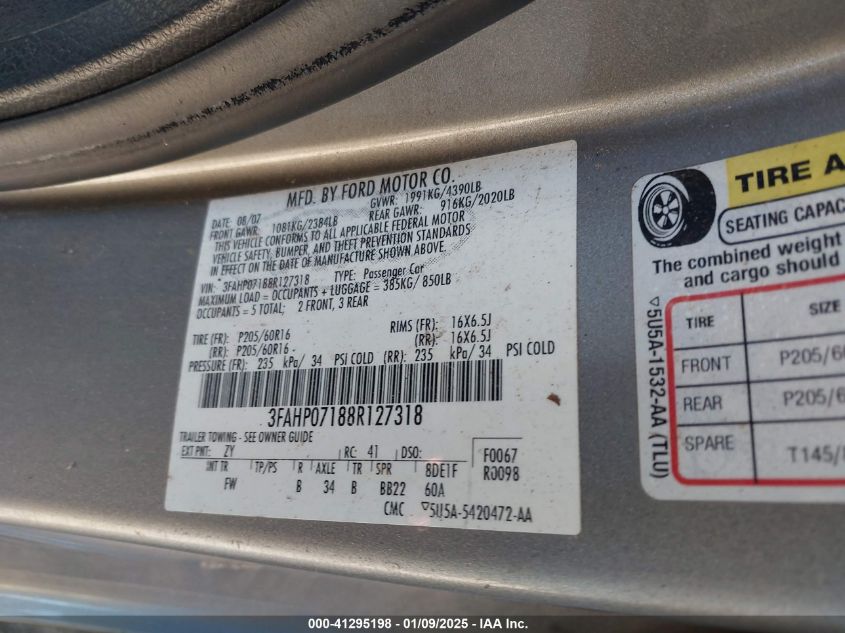 MFD. BY FORD MOTOR CO.
DATE: 08/07 GVWR: 1991KG/4390LB
FRONT GAWR: 1081KG/2384LB REAR GAWR: 916KG/2020LB
THIS VEHICLE CONFORMS TO ALL APPLICABLE FEDERAL MOTOR
VEHICLE SAFETY, BUMPER, AND THEFT PREVENTION STANDARDS
IN EFFECT ON THE DATE OF MANUFACTURE SHOWN ABOVE.
VIN: 3FAHP07188R127318 TYPE: Passenger Car
MAXIMUM LOAD = OCCUPANTS + LUGGAGE = 385KG/ 850LB
OCCUPANTS = 5 TOTAL; 2 FRONT, 3 REAR
TIRE (FR): P205/60R16 RIMS (FR): 16X6.5J
(RR): P205/60R16 (RR): 16X6.5J
PRESSURE (FR): 235 kPa/ 34 PSI COLD (RR): 235 kPa/ 34 PSI COLD
3FAHP07188R127318
TRAILER TOWING - SEE OWNER GUIDE
EXT PNT: ZY RC: 41 DSO: F0067
INT TR TP/PS R AXLE TR SPR 8DE1F R0098
FW B 34 B BB22 60A
CMC ▽5U5A-5420472-AA
TIRE A
SEATING CAPAC
The combined weight
and cargo should
TIRE SIZE
FRONT P205/60
REAR P205/6
SPARE T145/
▽5U5A-1532-AA (TLU)
000-41295198 - 01/09/2025 - IAA Inc.